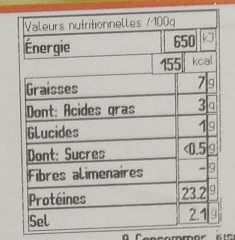 Valeurs nutritionnelles /100g
Énergie 650 kJ
155 kcal
Graisses 7 g
Dont: Acides gras 3 g
Glucides 1 g
Dont: Sucres <0.5 g
Fibres alimenaires - g
Protéines 23.2 g
Sel 2.1 g